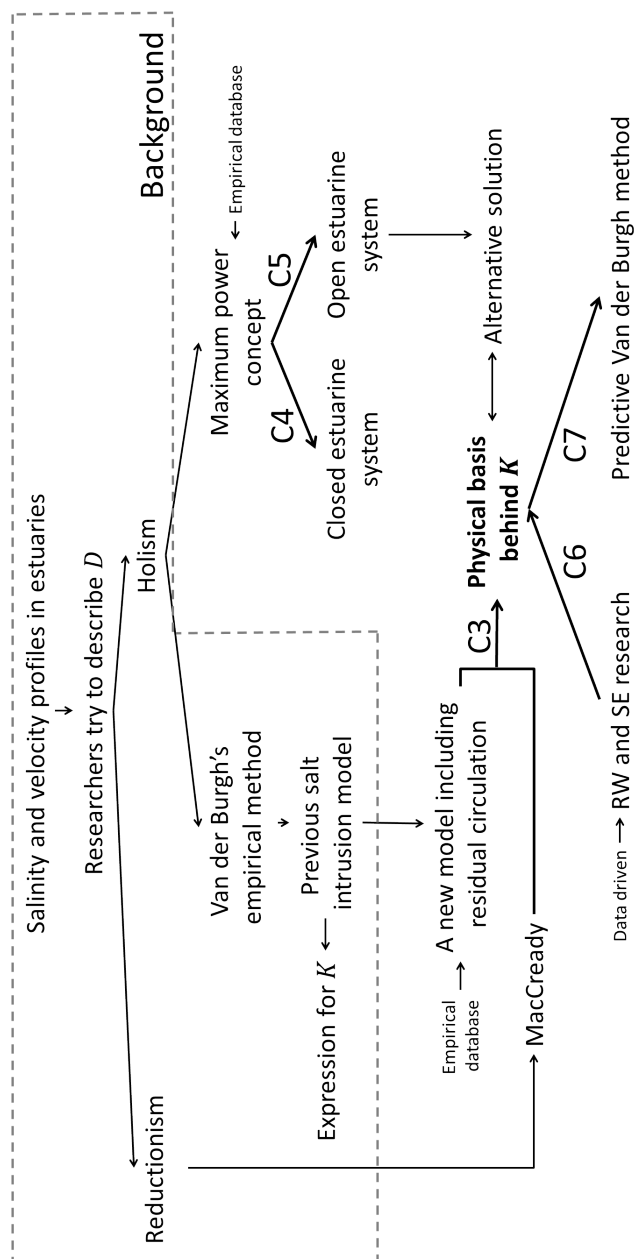 Salinity and velocity profiles in estuaries
Researchers try to describe D
Background
Reductionism
Holism
Van der Burgh's
empirical method
Maximum power
concept
Empirical database
Expression for K
Previous salt
intrusion model
C4
C5
Closed estuarine
system
Open estuarine
system
Empirical
database
A new model including
residual circulation
C3
Physical basis
behind K
Alternative solution
MacCready
C6
C7
Data driven
RW and SE research
Predictive Van der Burgh method